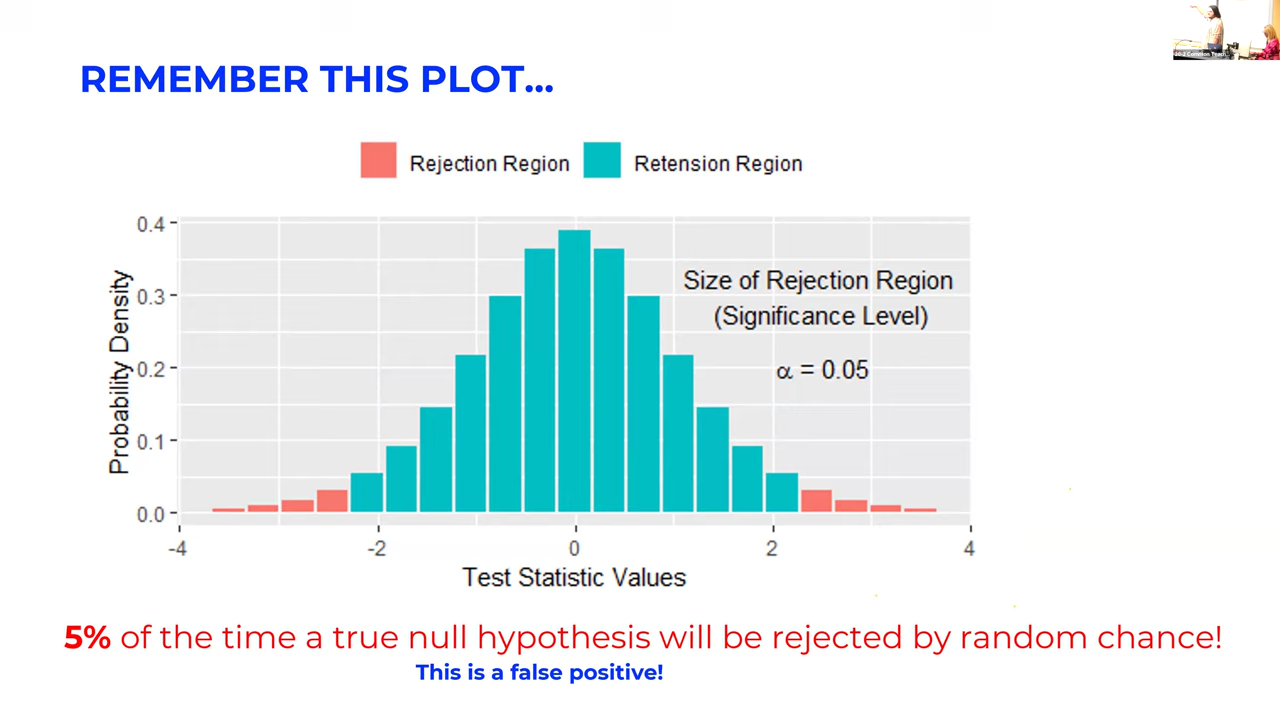 REMEMBER THIS PLOT...
Rejection Region
Retension Region
Probability Density
0.4
0.3
0.2
0.1
0.0
Size of Rejection Region
(Significance Level)
α = 0.05
-4
-2
0
2
4
Test Statistic Values
5% of the time a true null hypothesis will be rejected by random chance!
This is a false positive!